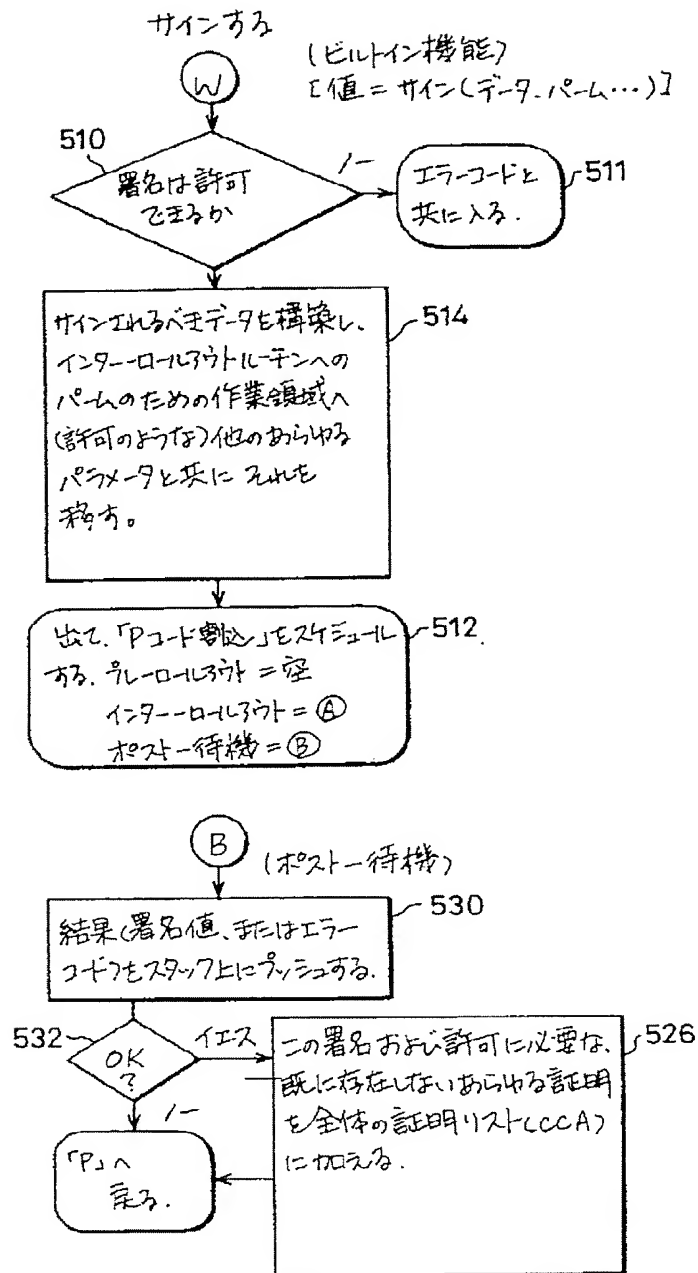 サインする
W
(ビルトイン機能)
[値=サイン(データ、パーム…)]
510
署名は許可
できるか
ノー
エラーコードと
共に入る.
511
サインされるべきデータを構築し、
インターーロールアウトルーチンへの
パームのための作業領域へ
(許可のような)他のあらゆる
パラメータと共にそれを
移す。
514
出て、「Pコード割込」をスケジュール
する. プレーロールアウト=空
インターーロールアウト=Ⓐ
ポストー待機=Ⓑ
512
B
(ポストー待機)
結果(署名値、またはエラー
コード)をスタック上にプッシュする.
530
532
OK
?
イエス
ノー
この署名および許可に必要な、
既に存在しないあらゆる証明
を全体の証明リスト(CCA)
に加える.
526
「P」へ
戻る.